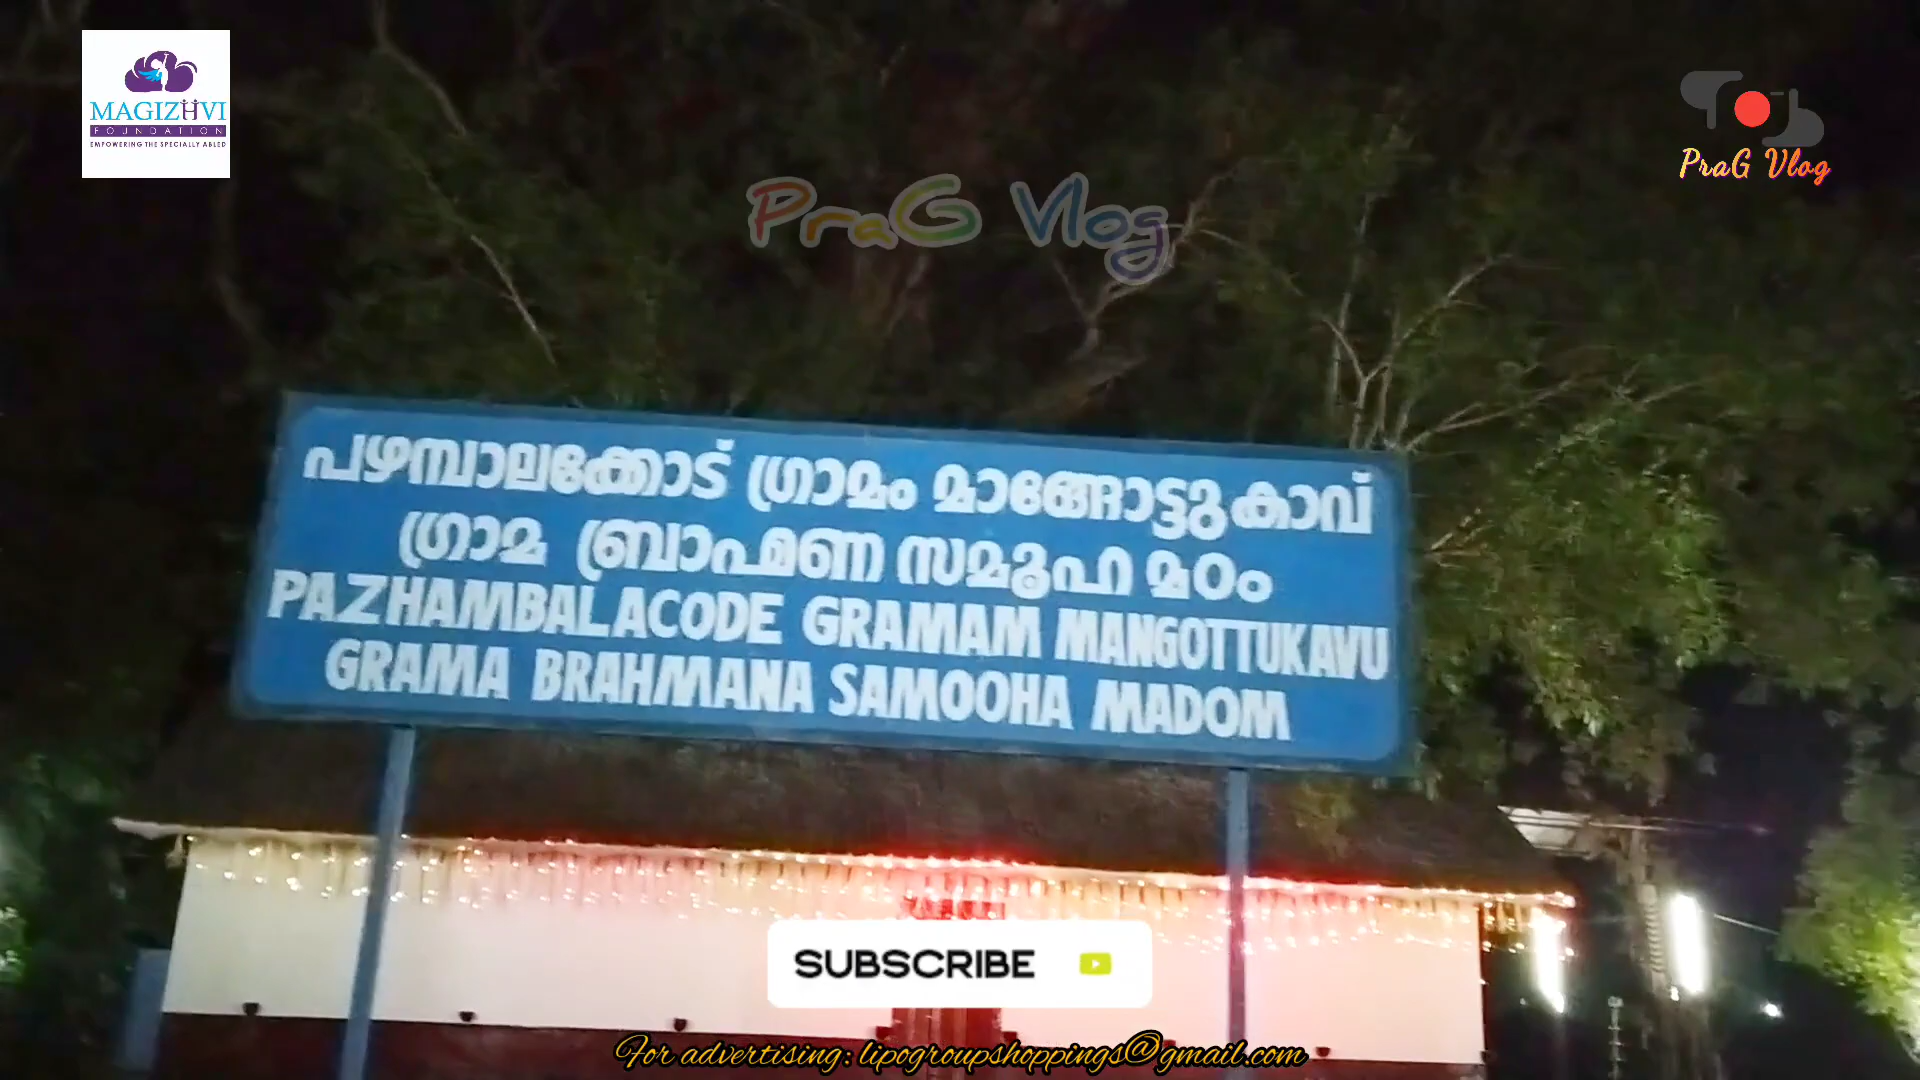 MAGIZHVI
FOUNDATION
EMPOWERING THE SPECIALLY ABLED
PraG Vlog
PraG Vlog
പഴമ്പാലക്കോട് ഗ്രാമം മാങ്ങോട്ടുകാവ്
ഗ്രാമ ബ്രാഹ്മണ സമൂഹ മഠം
PAZHAMBALACODE GRAMAM MANGOTTUKAVU
GRAMA BRAHMANA SAMOOHA MADOM
SUBSCRIBE
For advertising: lipogroupshoppings@gmail.com